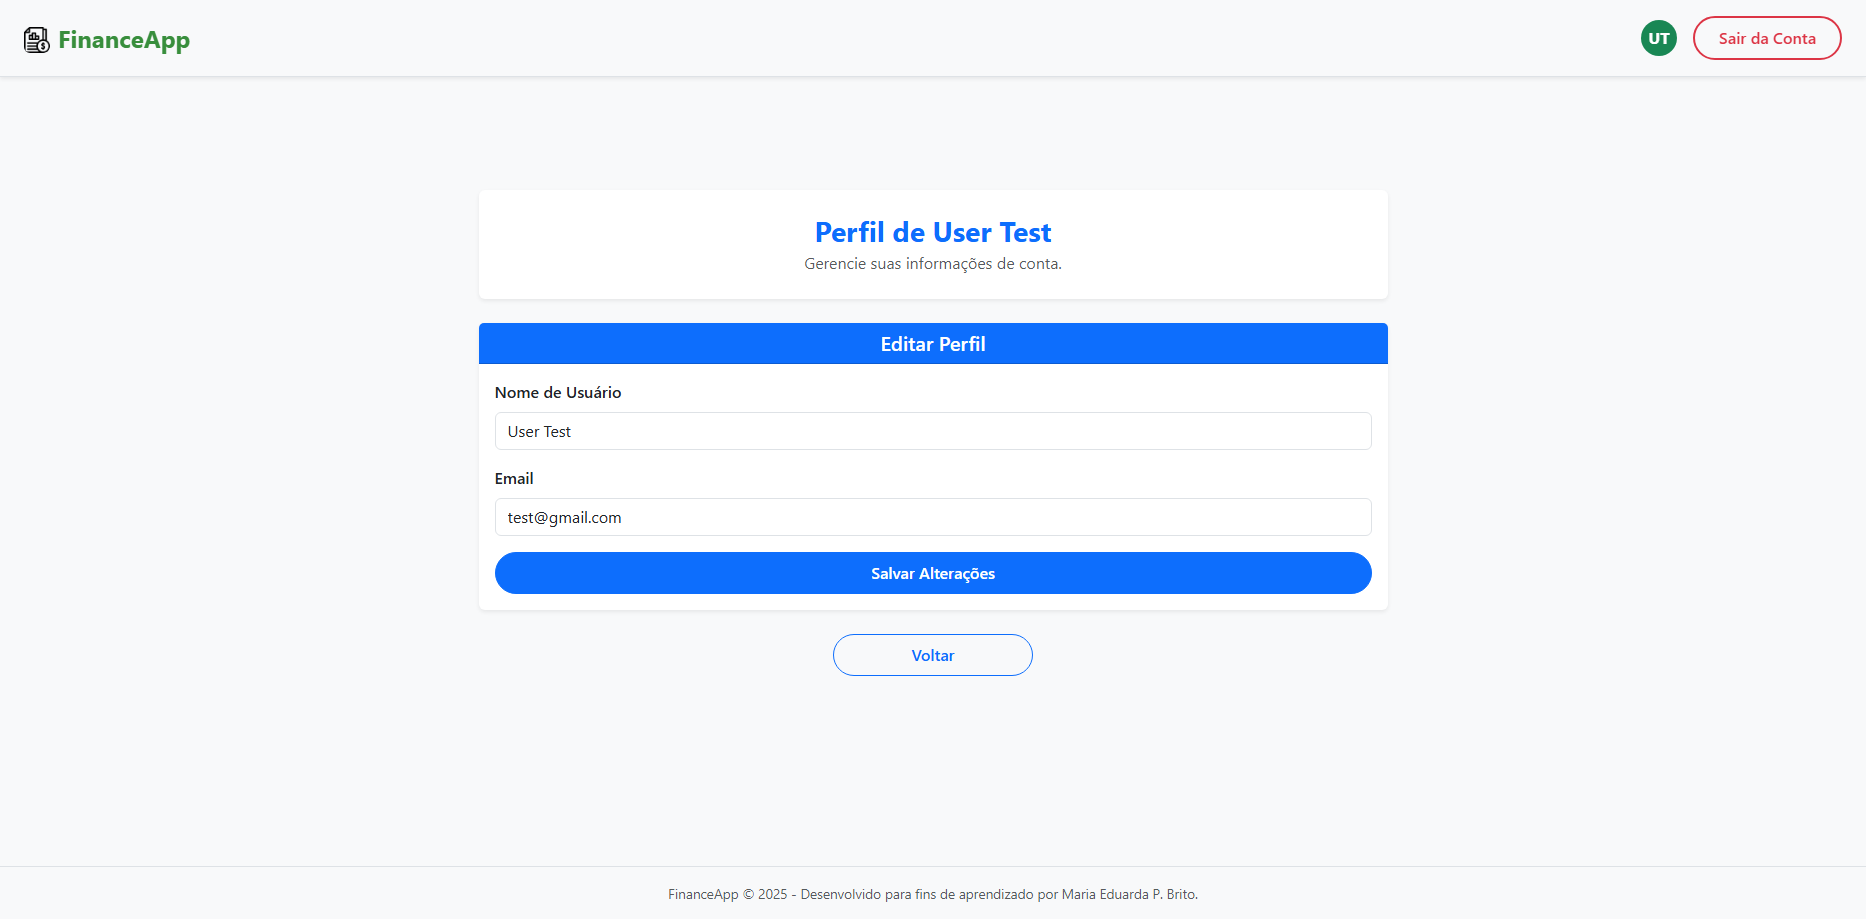 FinanceApp
UT
Sair da Conta
Perfil de User Test
Gerencie suas informações de conta.
Editar Perfil
Nome de Usuário
User Test
Email
test@gmail.com
Salvar Alterações
Voltar
FinanceApp © 2025 - Desenvolvido para fins de aprendizado por Maria Eduarda P. Brito.